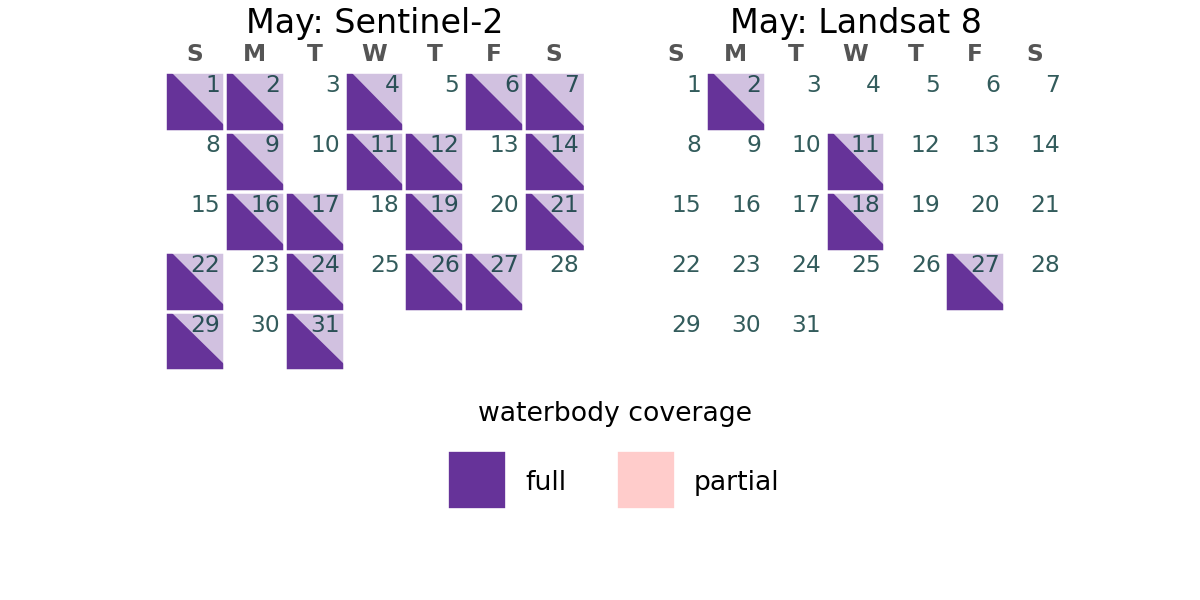 May: Sentinel-2
S M T W T F S
1 2 3 4 5 6 7
8 9 10 11 12 13 14
15 16 17 18 19 20 21
22 23 24 25 26 27 28
29 30 31
May: Landsat 8
S M T W T F S
1 2 3 4 5 6 7
8 9 10 11 12 13 14
15 16 17 18 19 20 21
22 23 24 25 26 27 28
29 30 31
waterbody coverage
full
partial